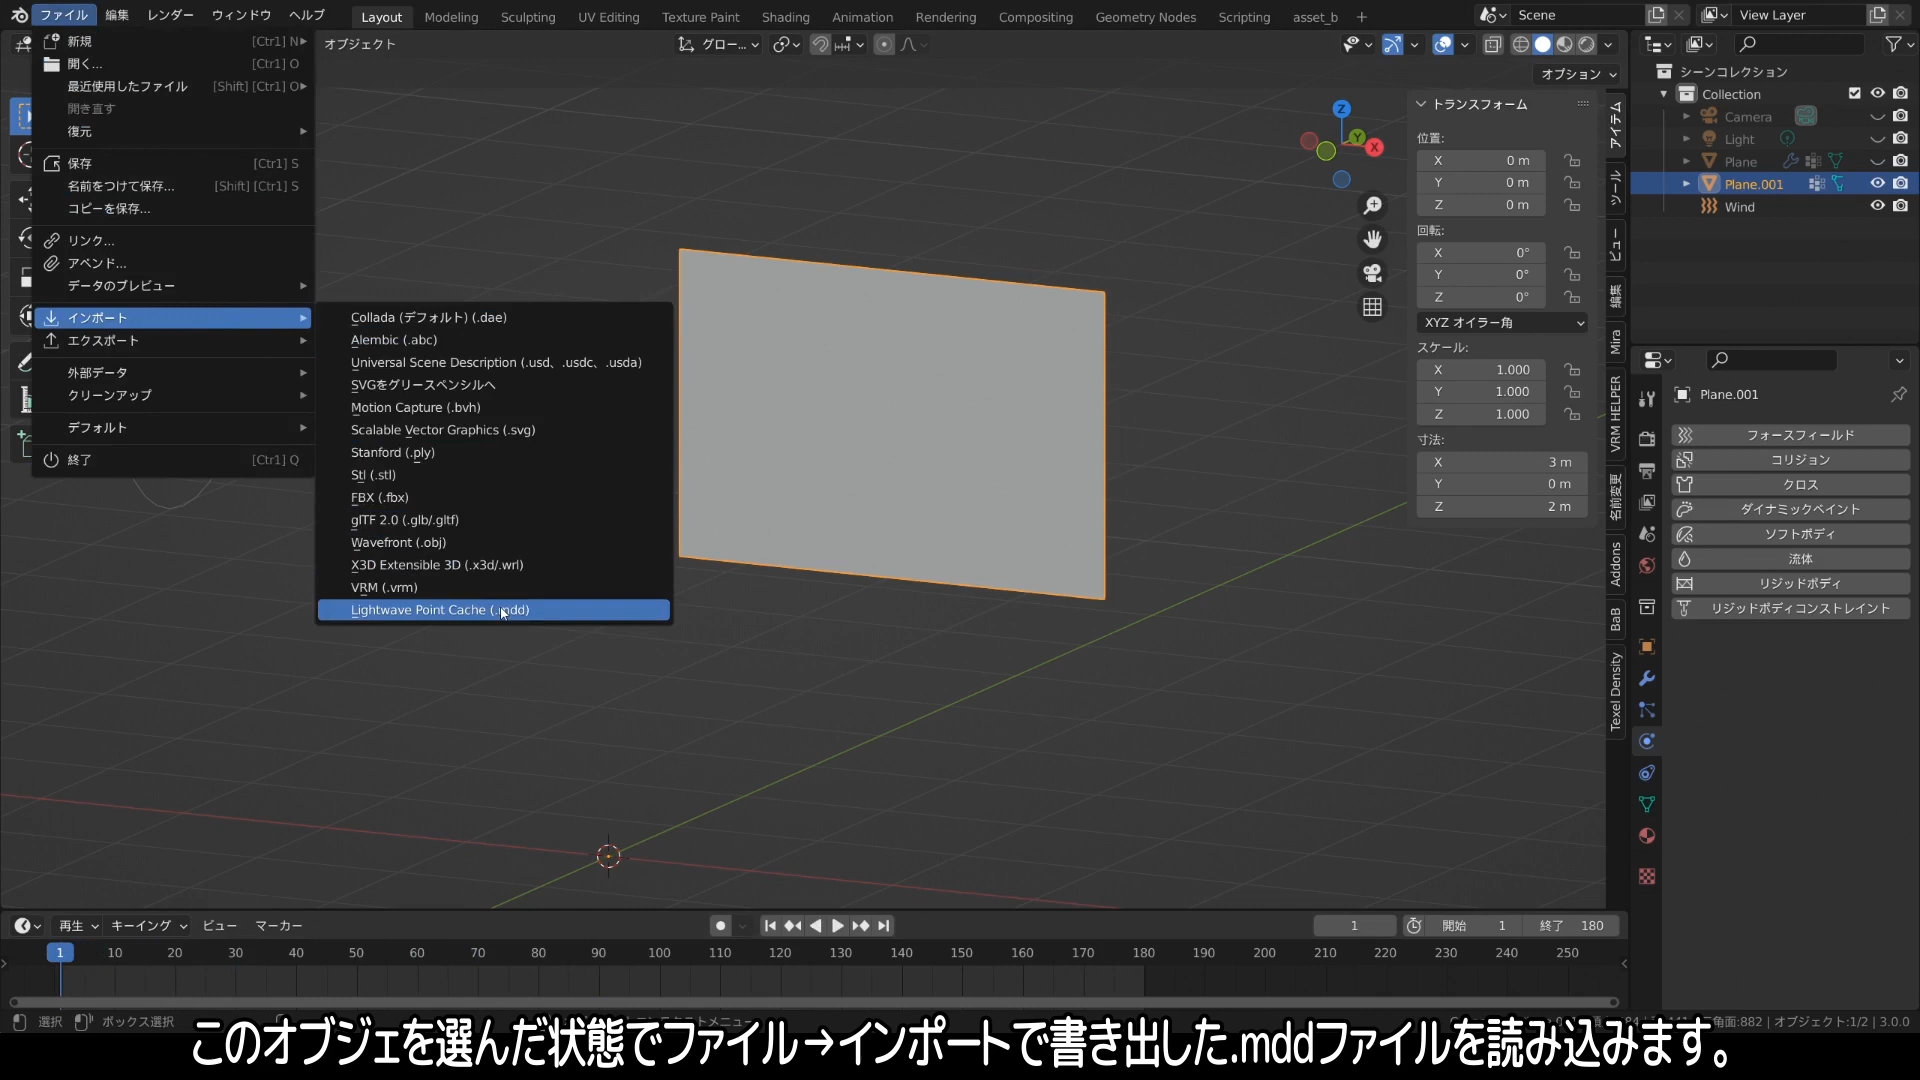 ファイル 編集 レンダー ウィンドウ ヘルプ Layout Modeling Sculpting UV Editing Texture Paint Shading Animation Rendering Compositing Geometry Nodes Scripting asset_b + Scene View Layer
新規 [Ctrl] N
開く... [Ctrl] O
最近使用したファイル [Shift] [Ctrl] O
開き直す
復元
保存 [Ctrl] S
名前をつけて保存... [Shift] [Ctrl] S
コピーを保存...
リンク...
アペンド...
データのプレビュー
インポート
エクスポート
外部データ
クリーンアップ
デフォルト
終了 [Ctrl] Q
Collada (デフォルト) (.dae)
Alembic (.abc)
Universal Scene Description (.usd、.usdc、.usda)
SVGをグリースペンシルへ
Motion Capture (.bvh)
Scalable Vector Graphics (.svg)
Stanford (.ply)
Stl (.stl)
FBX (.fbx)
glTF 2.0 (.glb/.gltf)
Wavefront (.obj)
X3D Extensible 3D (.x3d/.wrl)
VRM (.vrm)
Lightwave Point Cache (.mdd)
オブジェクト
グロー...
オプション
Z
Y
X
トランスフォーム
位置:
X 0 m
Y 0 m
Z 0 m
回転:
X 0°
Y 0°
Z 0°
XYZ オイラー角
スケール:
X 1.000
Y 1.000
Z 1.000
寸法:
X 3 m
Y 0 m
Z 2 m
アイテム
ツール
ビュー
編集
Mira
VRM HELPER
名前変更
Addons
BaB
Texel Density
シーンコレクション
Collection
Camera
Light
Plane
Plane.001
Wind
Plane.001
フォースフィールド
コリジョン
クロス
ダイナミックペイント
ソフトボディ
流体
リジッドボディ
リジッドボディコンストレイント
再生 キーイング ビュー マーカー 1 開始 1 終了 180
1 10 20 30 40 50 60 70 80 90 100 110 120 130 140 150 160 170 180 190 200 210 220 230 240 250
選択 ボックス選択 角面:882 | オブジェクト:1/2 | 3.0.0
このオブジェを選んだ状態でファイル→インポートで書き出した.mddファイルを読み込みます。